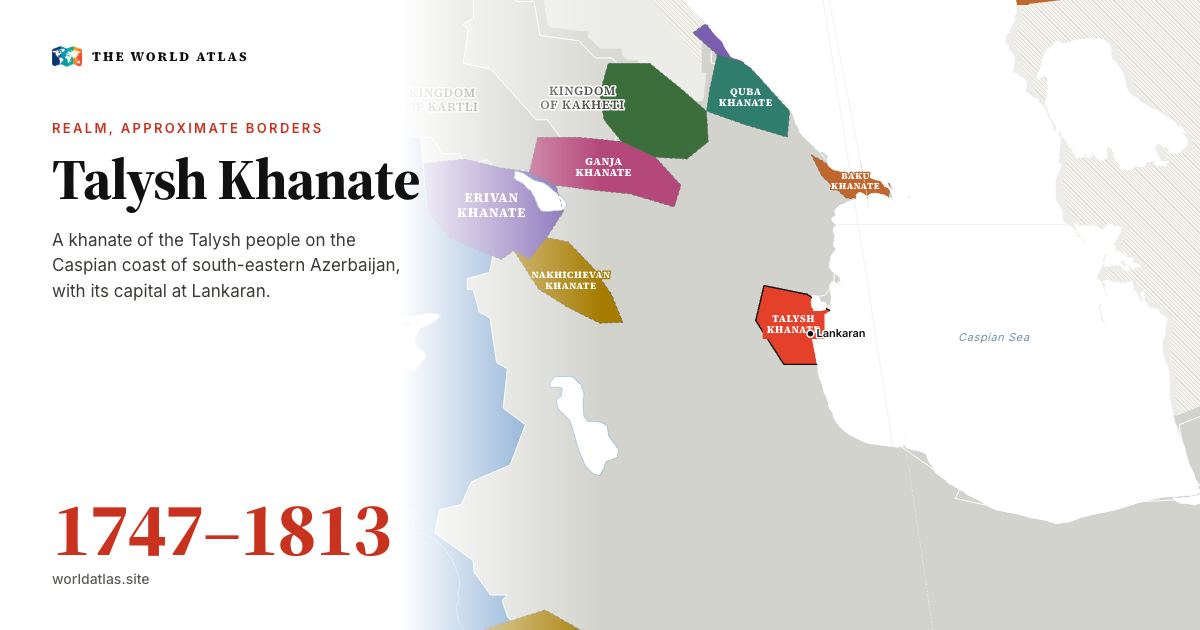 THE WORLD ATLAS
REALM, APPROXIMATE BORDERS
Talysh Khanate
A khanate of the Talysh people on the
Caspian coast of south-eastern Azerbaijan,
with its capital at Lankaran.
1747–1813
worldatlas.site
KINGDOM
OF KARTLI
KINGDOM
OF KAKHETI
QUBA
KHANATE
GANJA
KHANATE
BAKU
KHANATE
ERIVAN
KHANATE
NAKHICHEVAN
KHANATE
TALYSH
KHANATE
Lankaran
Caspian Sea